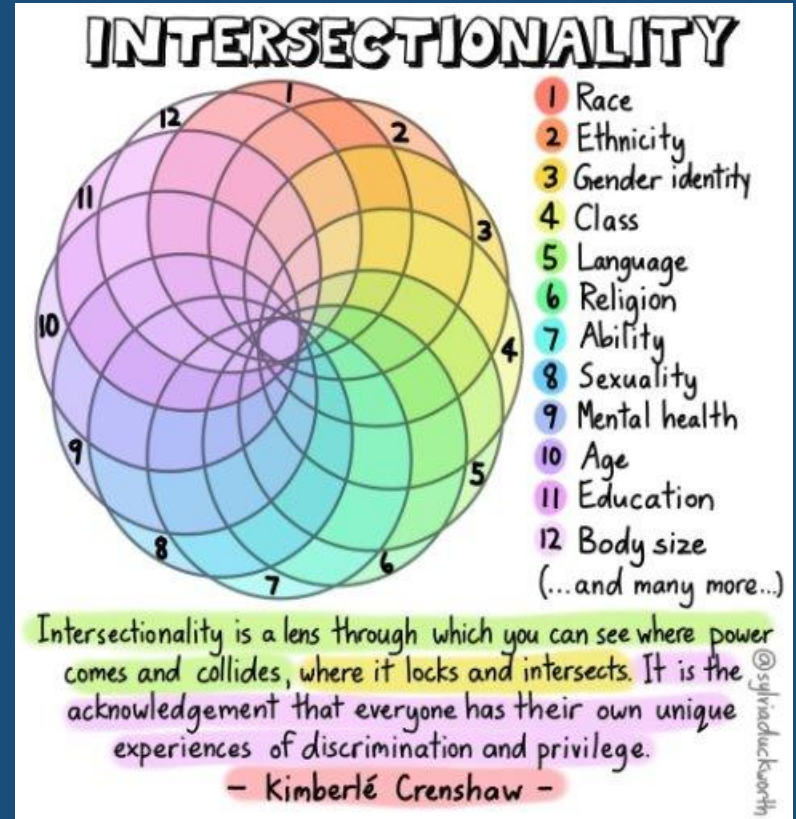 INTERSECTIONALITY
1 Race
2 Ethnicity
3 Gender identity
4 Class
5 Language
6 Religion
7 Ability
8 Sexuality
9 Mental health
10 Age
11 Education
12 Body size
(...and many more...)
1
2
3
4
5
6
7
8
9
10
11
12
Intersectionality is a lens through which you can see where power
comes and collides, where it locks and intersects. It is the
acknowledgement that everyone has their own unique
experiences of discrimination and privilege.
- Kimberlé Crenshaw -
@sylviaduckworth